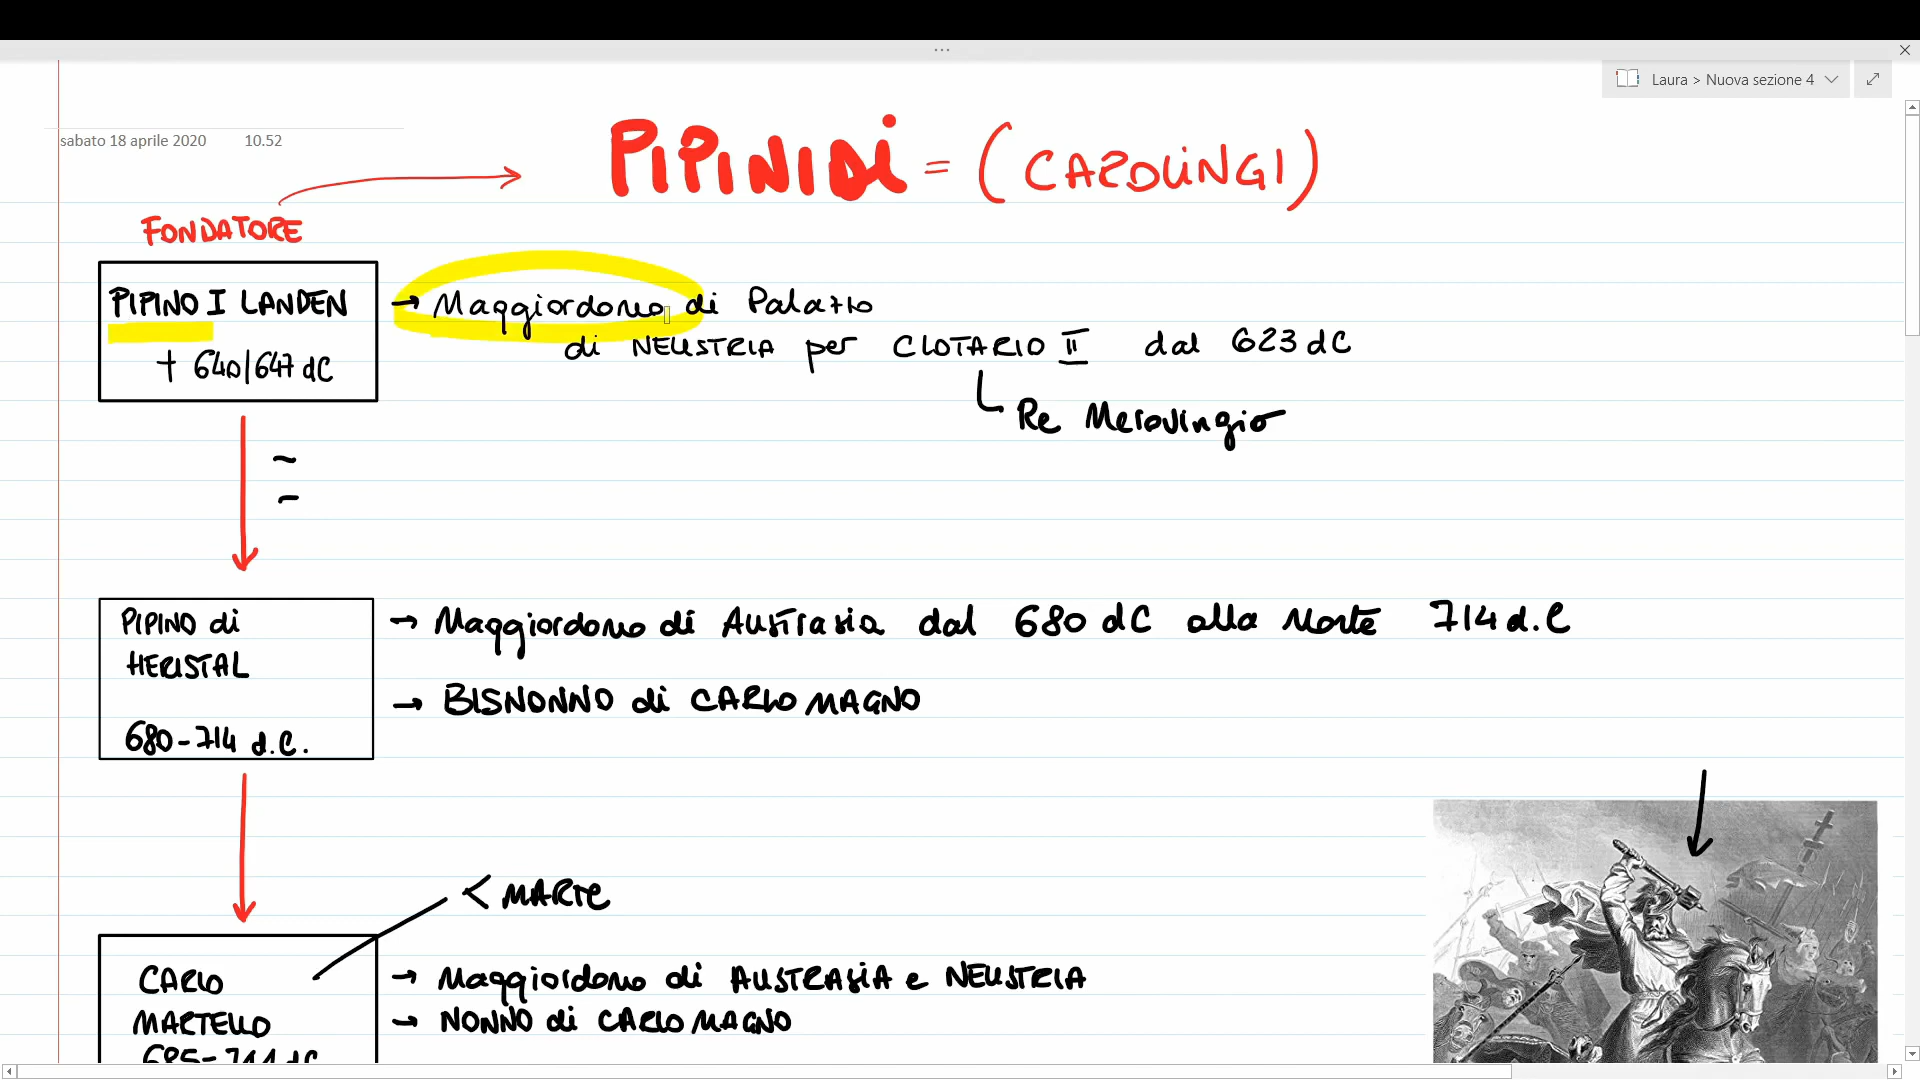 Laura > Nuova sezione 4
sabato 18 aprile 2020 10.52
PIPINIDi = (CAROLiNGI)
FONDATORE
PIPINO I LANDEN
+ 640/647 dC
→ Maggiordomo di Palazzo
di NEUSTRIA per CLOTARIO II dal 623 dC
Re Merovingio
PIPINO di
HERISTAL
680-714 d.C.
→ Maggiordomo di Austrasia dal 680 dC alla Morte 714 d.C
→ BISNONNO di CARLO MAGNO
< MARTE
CARLO
MARTELLO
→ Maggiordomo di AUSTRASIA e NEUSTRIA
→ NONNO di CARLO MAGNO